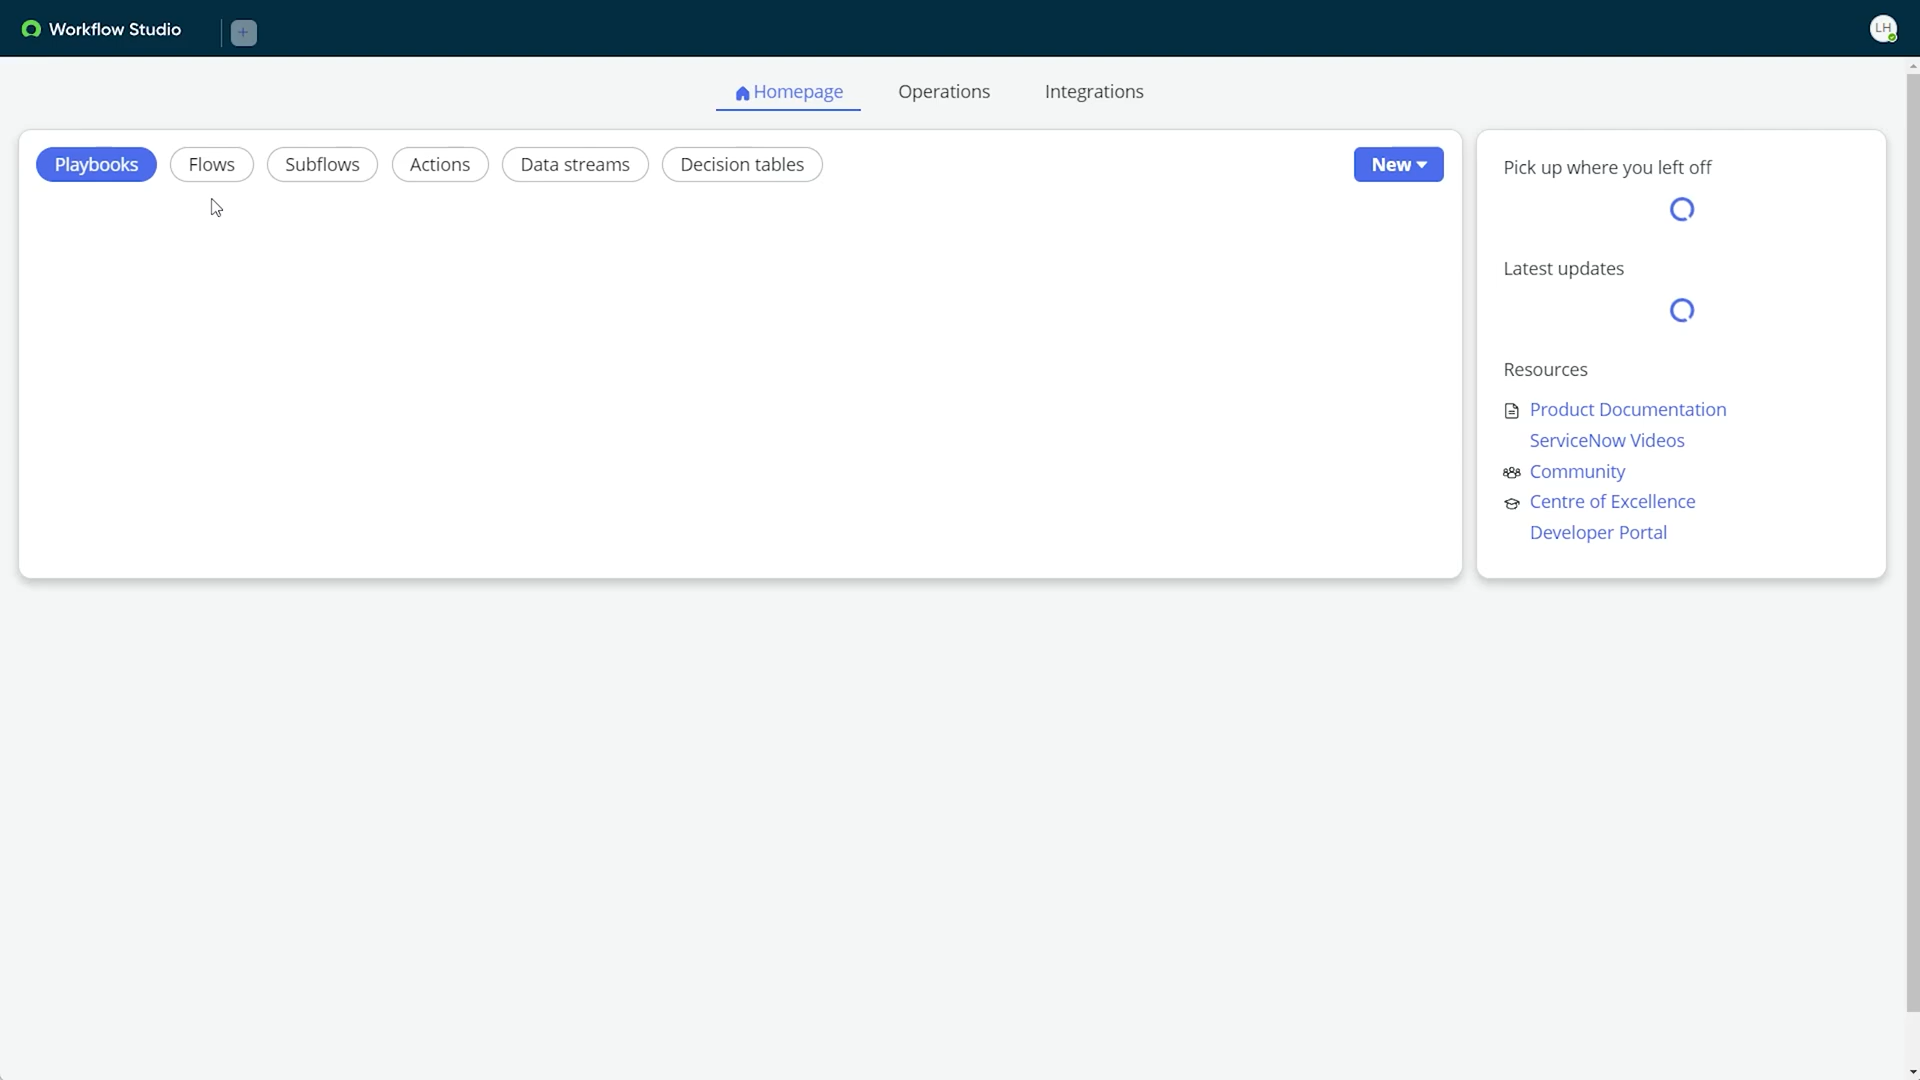 Workflow Studio
+
LH
Homepage
Operations
Integrations
Playbooks
Flows
Subflows
Actions
Data streams
Decision tables
New
Pick up where you left off
Latest updates
Resources
Product Documentation
ServiceNow Videos
Community
Centre of Excellence
Developer Portal